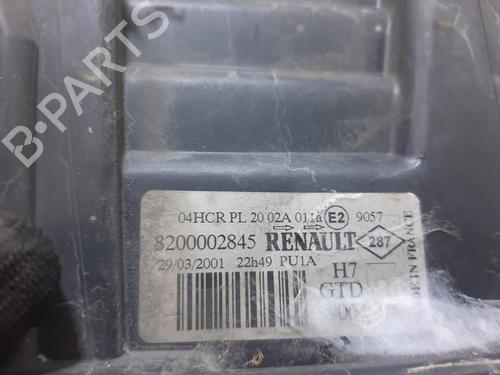 B-PARTS
04HCR PL 20 02A 011a E2 9057
8200002845 RENAULT 287
29/03/2001 22h49 PU1A
H7
GTD
DE IN FRANCE